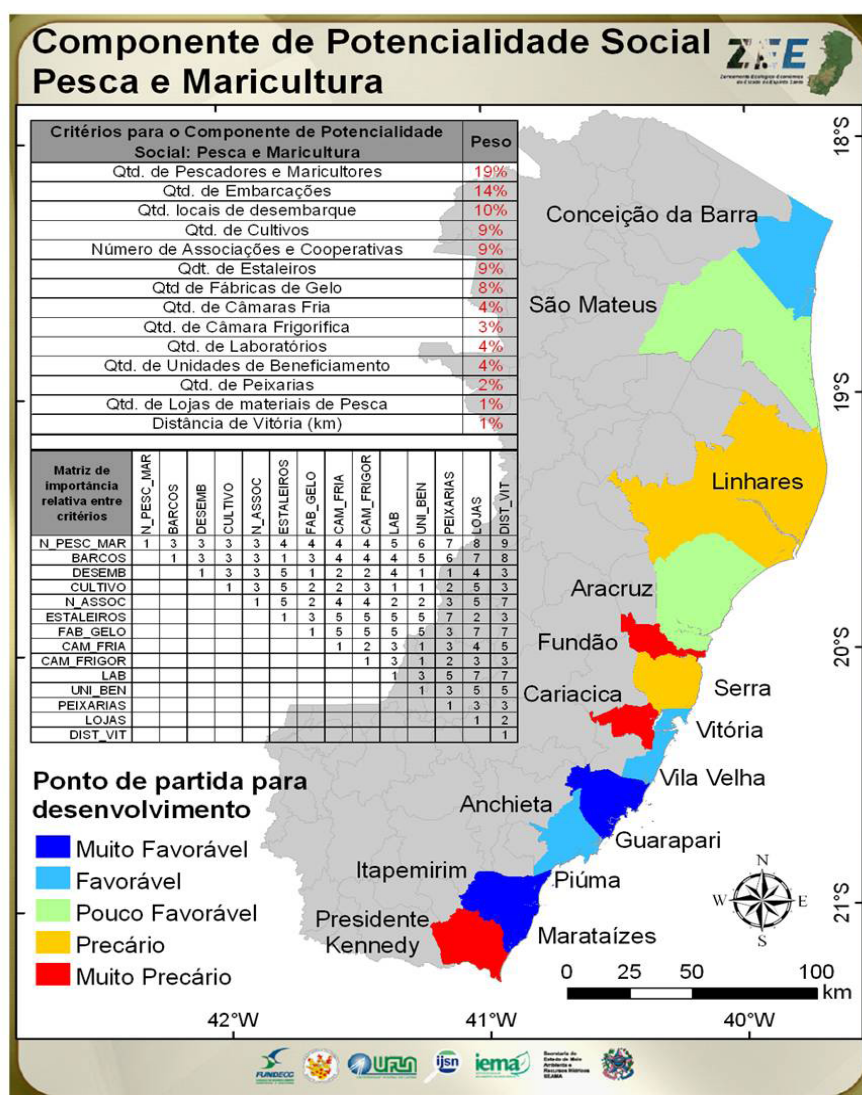 Componente de Potencialidade Social
Pesca e Maricultura
ZEE
Critérios para o Componente de Potencialidade Social: Pesca e Maricultura Peso
Qtd. de Pescadores e Maricultores 19%
Qtd. de Embarcações 14%
Qtd. locais de desembarque 10%
Qtd. de Cultivos 9%
Número de Associações e Cooperativas 9%
Qdt. de Estaleiros 9%
Qtd de Fábricas de Gelo 8%
Qtd. de Câmaras Fria 4%
Qtd. de Câmara Frigorifica 3%
Qtd. de Laboratórios 4%
Qtd. de Unidades de Beneficiamento 4%
Qtd. de Peixarias 2%
Qtd. de Lojas de materiais de Pesca 1%
Distância de Vitória (km) 1%
Matriz de importância relativa entre critérios N_PESC_MAR BARCOS DESEMB CULTIVO N_ASSOC ESTALEIROS FAB_GELO CAM_FRIA CAM_FRIGOR LAB UNI_BEN PEIXARIAS LOJAS DIST_VIT
N_PESC_MAR 1 3 3 3 3 4 4 4 4 5 6 7 8 9
BARCOS 1 3 3 3 1 3 4 4 4 5 6 7 8
DESEMB 1 3 3 5 1 2 2 4 1 1 4 3
CULTIVO 1 3 5 2 2 3 1 1 2 5 3
N_ASSOC 1 5 2 4 4 2 2 3 5 7
ESTALEIROS 1 3 5 5 5 5 7 2 3
FAB_GELO 1 5 5 5 5 3 7 7
CAM_FRIA 1 2 3 1 3 4 5
CAM_FRIGOR 1 3 1 2 3 3
LAB 1 3 5 7 7
UNI_BEN 1 3 5 5
PEIXARIAS 1 3 3
LOJAS 1 2
DIST_VIT 1
18°S
Conceição da Barra
São Mateus
19°S
Linhares
Aracruz
Fundão
20°S
Cariacica
Serra
Vitória
Vila Velha
Anchieta
Guarapari
Itapemirim
Piúma
Presidente
Kennedy
Marataízes
21°S
Ponto de partida para
desenvolvimento
Muito Favorável
Favorável
Pouco Favorável
Precário
Muito Precário
N
W E
S
0 25 50 100
km
42°W 41°W 40°W
FUNDECC
UFLA
ijsn
iema